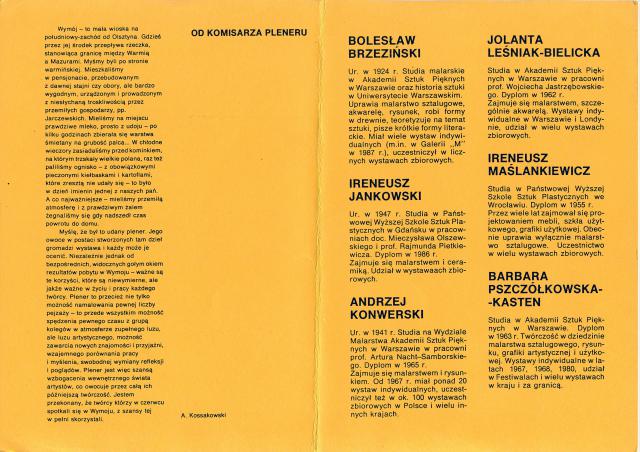 OD KOMISARZA PLENERU
Wymój – to mała wioska na
południowy-zachód od Olsztyna. Gdzieś
przez jej środek przepływa rzeczka,
stanowiąca granicę między Warmią
a Mazurami. Myśmy byli po stronie
warmińskiej. Mieszkaliśmy
w pensjonacie, przebudowanym
z dawnej stajni czy obory, ale bardzo
wygodnym, urządzonym i prowadzonym
z niesłychaną troskliwością przez
przemiłych gospodarzy, pp.
Jarczewskich. Mieliśmy na miejscu
prawdziwe mleko, prosto z udoju – po
kilku godzinach zbierała się warstwa
śmietany na grubość palca... W chłodne
wieczory zasiadaliśmy przed kominkiem,
na którym trzskały wielkie polana, raz też
paliliśmy ognisko – z obowiązkowymi
pieczonymi kiełbaskami i kartoflami,
które zresztą nie udały się – to było
w dzień imienin jednej z naszych pań.
A co najważniejsze – mieliśmy przemiłą
atmosferę i z prawdziwym żalem
żegnaliśmy się gdy nadszedł czas
powrotu do domu.
Myślę, że był to udany plener. Jego
owoce w postaci stworzonych tam dzieł
gromadzi wystawa i każdy może je
ocenić. Niezależnie jednak od
bezpośrednich, widocznych gołym okiem
rezultatów pobytu w Wymoju – ważne są
te korzyści, które są niewymierne, ale
jakże ważne w życiu i pracy każdego
twórcy. Plener to przecież nie tylko
możność namalowania pewnej liczby
pejzaży – to przede wszystkim możność
spędzenia pewnego czasu z grupą
kolegów w atmosferze zupełnego luzu,
ale luzu artystycznego, możność
zawarcia nowych znajomości i przyjaźni,
wzajemnego porównania pracy
i myślenia, swobodnej wymiany refleksji
i poglądów. Plener jest więc szansą
wzbogacenia wewnętrznego świata
artystów, co owocuje przez całą ich
późniejszą twórczość. Jestem
przekonany, że twórcy którzy w czerwcu
spotkali się w Wymoju, z szansy tej
w pełni skorzystali.
A. Kossakowski
BOLESŁAW
BRZEZIŃSKI
Ur. w 1924 r. Studia malarskie
w Akademii Sztuk Pięknych
w Warszawie oraz historia sztuki
w Uniwersytecie Warszawskim.
Uprawia malarstwo sztalugowe,
akwarelę, rysunek, robi formy
w drewnie, teoretyzuje na temat
sztuki, pisze krótkie formy litera-
ckie. Miał wiele wystaw indywi-
dualnych (m.in. w Galerii „M”
w 1987 r.), uczestniczył w licz-
nych wystawach zbiorowych.
IRENEUSZ
JANKOWSKI
Ur. w 1947 r. Studia w Państ-
wowej Wyższej Szkole Sztuk Pla-
stycznych w Gdańsku w pracow-
niach doc. Mieczysława Olszew-
skiego i prof. Rajmunda Pietkie-
wicza. Dyplom w 1986 r.
Zajmuje się malarstwem i cera-
miką. Udział w wystawaach zbio-
rowych.
ANDRZEJ
KONWERSKI
Ur. w 1941 r. Studia na Wydziale
Malarstwa Akademii Sztuk Pięk-
nych w Warszawie w pracowni
prof. Artura Nacht–Samborskie-
go. Dyplom w 1965 r.
Zajmuje się malarstwem i rysun-
kiem. Od 1967 r. miał ponad 20
wystaw indywidualnych, uczest-
niczył też w ok. 100 wystawach
zbiorowych w Polsce i wielu in-
nych krajach.
JOLANTA
LEŚNIAK-BIELICKA
Studia w Akademii Sztuk Pięk-
nych w Warszawie w pracowni
prof. Wojciecha Jastrzębowskie-
go. Dyplom w 1962 r.
Zajmuje się malarstwem, szcze-
gólnie akwarelą. Wystawy indy-
widualne w Warszawie i Londy-
nie, udział w wielu wystawach
zbiorowych.
IRENEUSZ
MAŚLANKIEWICZ
Studia w Państwowej Wyższej
Szkole Sztuk Plastycznych we
Wrocławiu. Dyplom w 1955 r.
Przez wiele lat zajmował się pro-
jektowaniem mebli, szkła użyt-
kowego, grafiki użytkowej. Obec-
nie uprawia wyłącznie malarst-
wo sztalugowe. Uczestnictwo
w wielu wystawach zbiorowych.
BARBARA
PSZCZÓŁKOWSKA-
-KASTEN
Studia w Akademii Sztuk Pięk-
nych w Warszawie. Dyplom
w 1963 r. Twórczość w dziedzinie
malarstwa sztalugowego, rysun-
ku, grafiki artystycznej i użytko-
wej. Wystawy indywidualne w la-
tach 1967, 1968, 1980, udział
w Festiwalach i wielu wystawach
w kraju i za granicą.